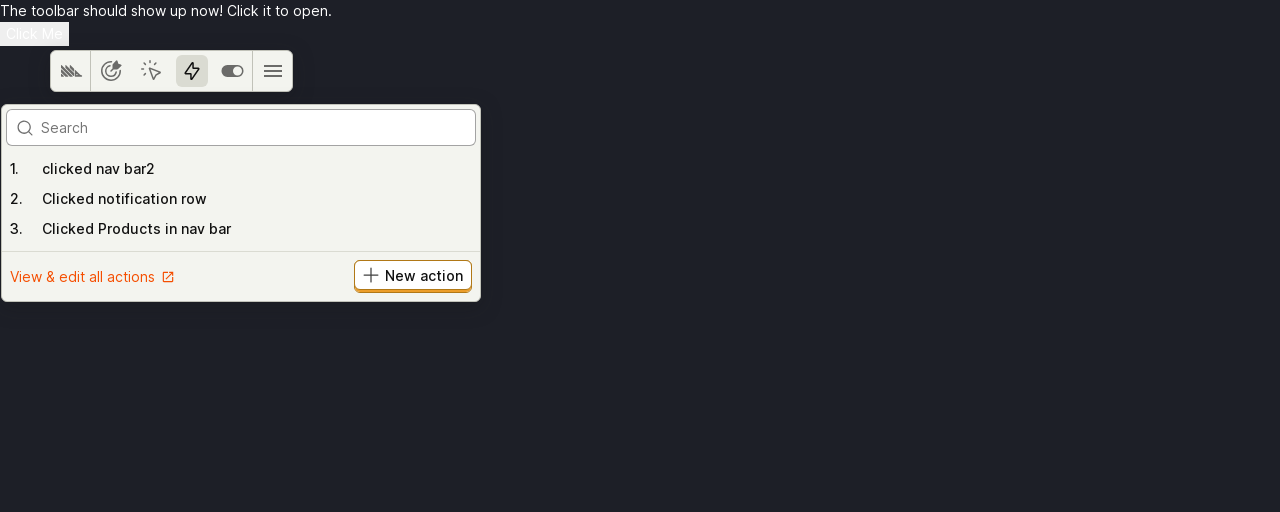 The toolbar should show up now! Click it to open.
Click Me
Search
1. clicked nav bar2
2. Clicked notification row
3. Clicked Products in nav bar
View & edit all actions
New action